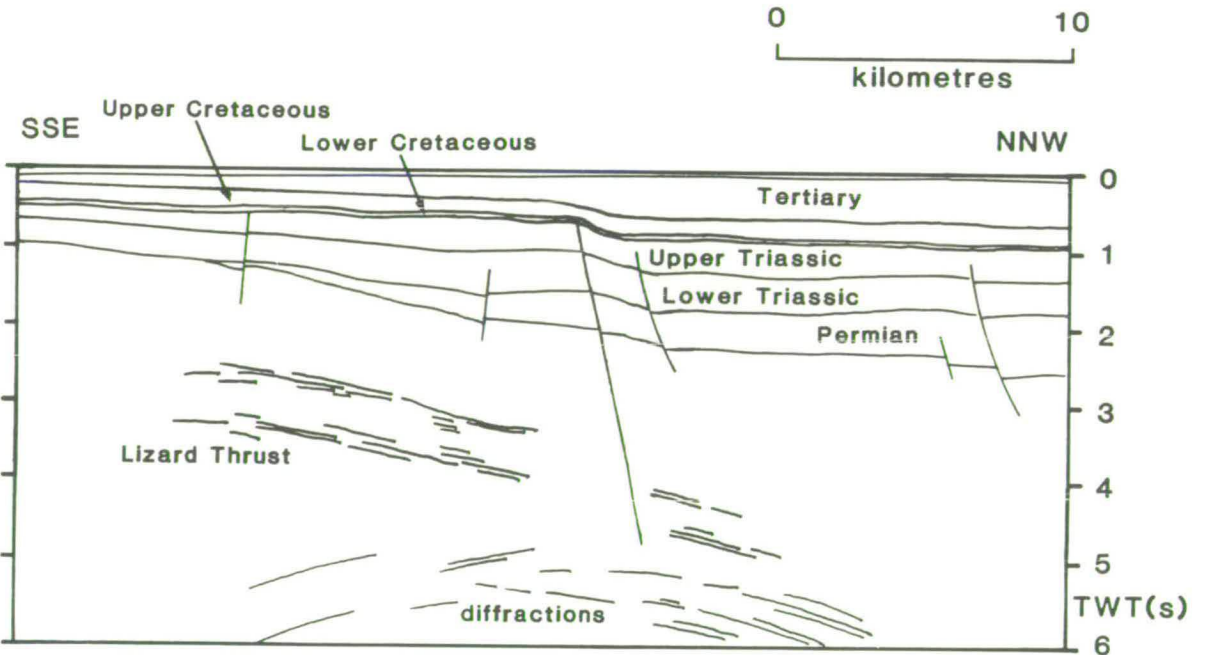 0 10
kilometres
Upper Cretaceous
SSE
Lower Cretaceous
NNW
0
Tertiary
1
Upper Triassic
Lower Triassic
2
Permian
3
Lizard Thrust
4
5
TWT(s)
diffractions
6